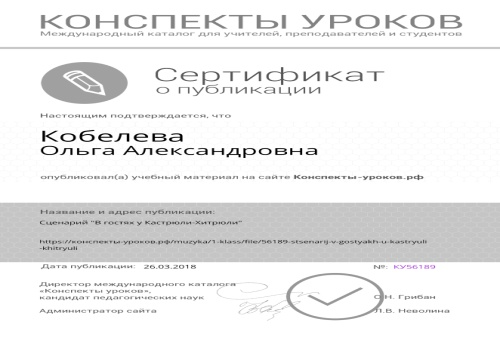 КОНСПЕКТЫ УРОКОВ
Международный каталог для учителей, преподавателей и студентов
Сертификат
о публикации
Настоящим подтверждается, что
Кобелева
Ольга Александровна
опубликовал(а) учебный материал на сайте Конспекты-уроков.рф
Название и адрес публикации:
Сценарий "В гостях у Кастрюли-Хитрюли"
https://конспекты-уроков.рф/muzyka/1-klass/file/56189-stsenarij-v-gostyakh-u-kastryuli
-khitryuli
Дата публикации: 26.03.2018 №: КУ56189
Директор международного каталога
«Конспекты уроков»,
кандидат педагогических наук О.Н. Грибан
Администратор сайта Л.В. Неволина